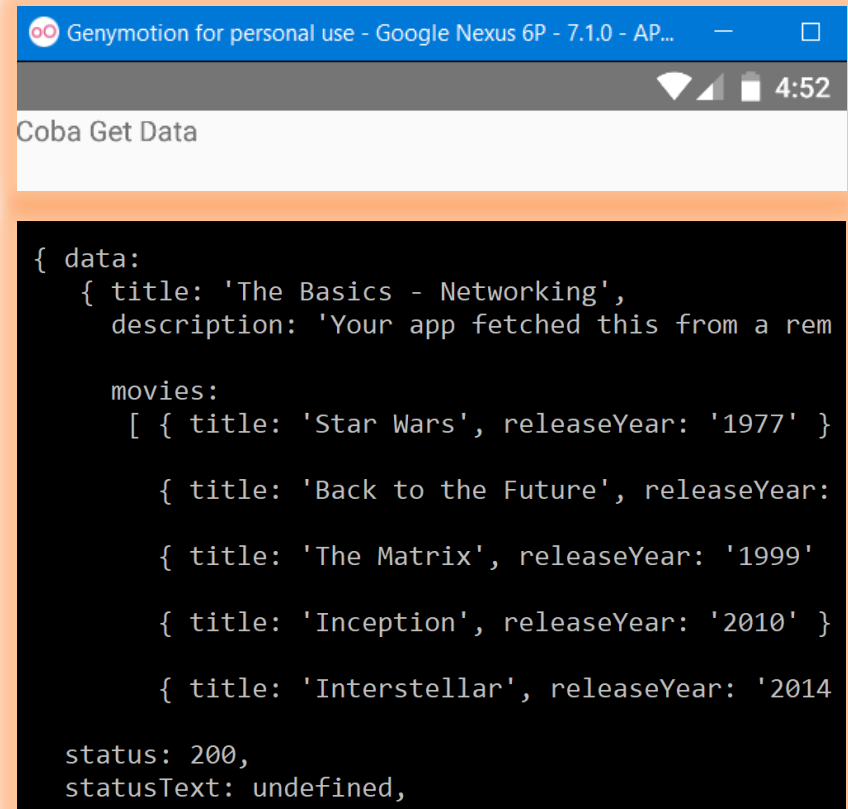 Genymotion for personal use - Google Nexus 6P - 7.1.0 - AP...
4:52
Coba Get Data
{ data:
{ title: 'The Basics - Networking',
description: 'Your app fetched this from a rem
movies:
[ { title: 'Star Wars', releaseYear: '1977' }
{ title: 'Back to the Future', releaseYear:
{ title: 'The Matrix', releaseYear: '1999'
{ title: 'Inception', releaseYear: '2010' }
{ title: 'Interstellar', releaseYear: '2014
status: 200,
statusText: undefined,